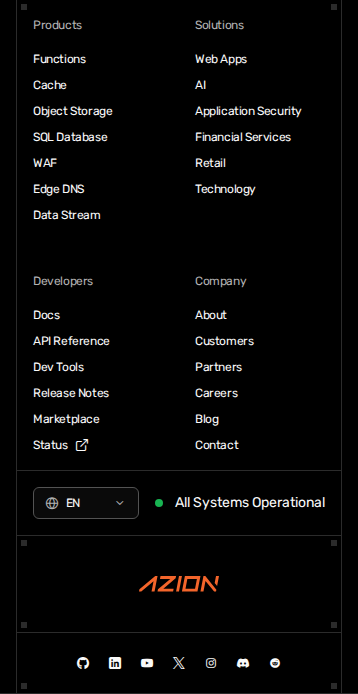 Products
Functions
Cache
Object Storage
SQL Database
WAF
Edge DNS
Data Stream
Solutions
Web Apps
AI
Application Security
Financial Services
Retail
Technology
Developers
Docs
API Reference
Dev Tools
Release Notes
Marketplace
Status
Company
About
Customers
Partners
Careers
Blog
Contact
EN
All Systems Operational
AZION